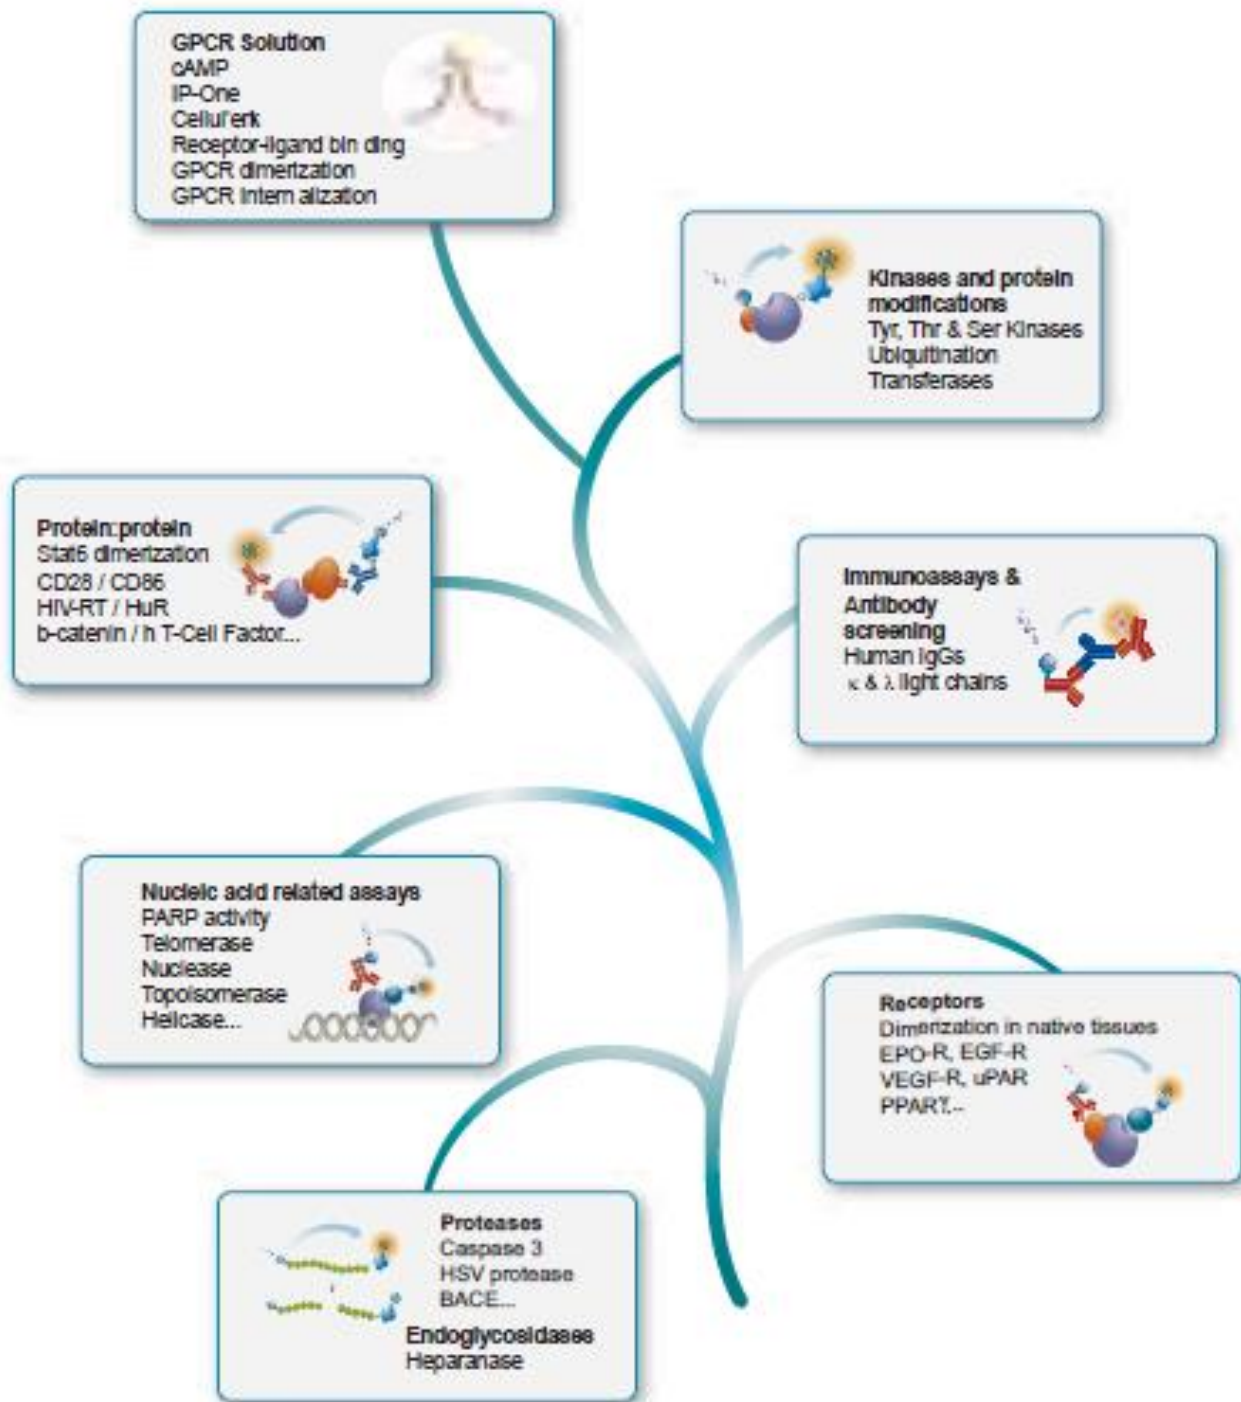 GPCR Solution
cAMP
IP-One
Cellul'erk
Receptor-ligand bin ding
GPCR dimerization
GPCR intern alization
Kinases and protein
modifications
Tyr, Thr & Ser Kinases
Ubiquitination
Transferases
Protein:protein
Stat6 dimerization
CD28 / CD86
HIV-RT / HuR
b-catenin / h T-Cell Factor...
Immunoassays &
Antibody
screening
Human IgGs
κ & λ light chains
Nucleic acid related assays
PARP activity
Telomerase
Nuclease
Topoisomerase
Helicase...
Receptors
Dimerization in native tissues
EPO-R, EGF-R
VEGF-R, uPAR
PPARγ...
Proteases
Caspase 3
HSV protease
BACE...
Endoglycosidases
Heparanase